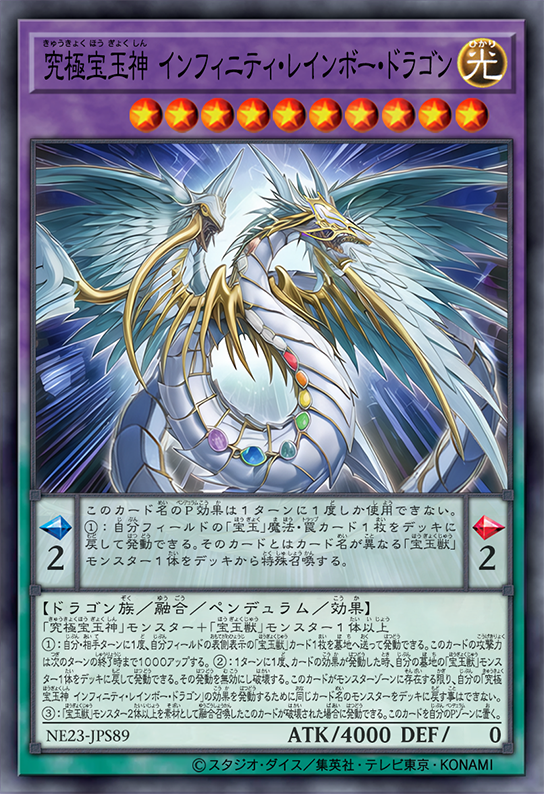 究極宝玉神 インフィニティ・レインボー・ドラゴン
光
このカード名のP効果は1ターンに1度しか使用できない。
①:自分フィールドの「宝玉」魔法・罠カード1枚をデッキに
戻して発動できる。そのカードとはカード名が異なる「宝玉獣」
モンスター1体をデッキから特殊召喚する。
2
2
【ドラゴン族/融合/ペンデュラム/効果】
「究極宝玉神」モンスター+「宝玉獣」モンスター1体以上
①:自分・相手ターンに1度、自分フィールドの表側表示の「宝玉獣」カード1枚を墓地へ送って発動できる。このカードの攻撃力
は次のターンの終了時まで1000アップする。②:1ターンに1度、カードの効果が発動した時、自分の墓地の「宝玉獣」モンス
ター1体をデッキに戻して発動できる。その発動を無効にし破壊する。このカードがモンスターゾーンに存在する限り、自分の「究極
宝玉神 インフィニティ・レインボー・ドラゴン」の効果を発動するために同じカード名のモンスターをデッキに戻す事はできない。
③:「宝玉獣」モンスター2体以上を素材として融合召喚したこのカードが破壊された場合に発動できる。このカードを自分のPゾーンに置く。
NE23-JPS89
ATK/4000 DEF/ 0
©スタジオ・ダイス/集英社・テレビ東京・KONAMI